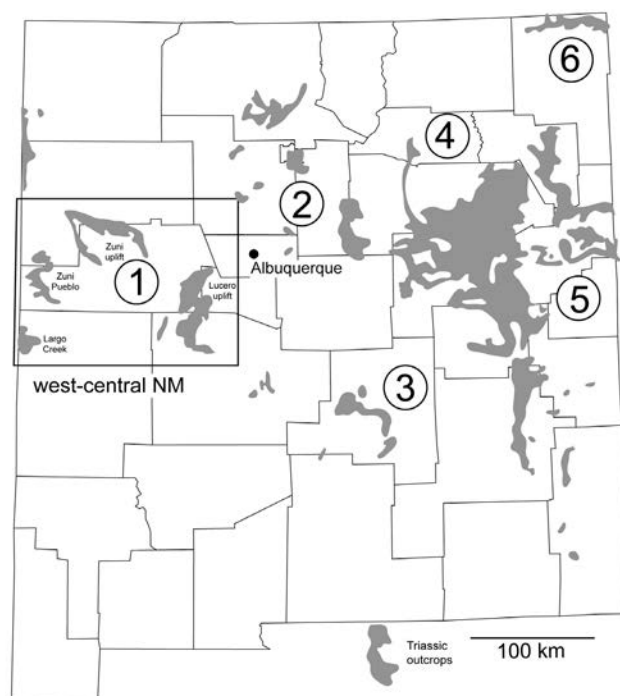 6
4
2
Zuni
uplift
Albuquerque
Zuni
Pueblo
1
Lucero
uplift
5
Largo
Creek
west-central NM
3
Triassic
outcrops
100 km